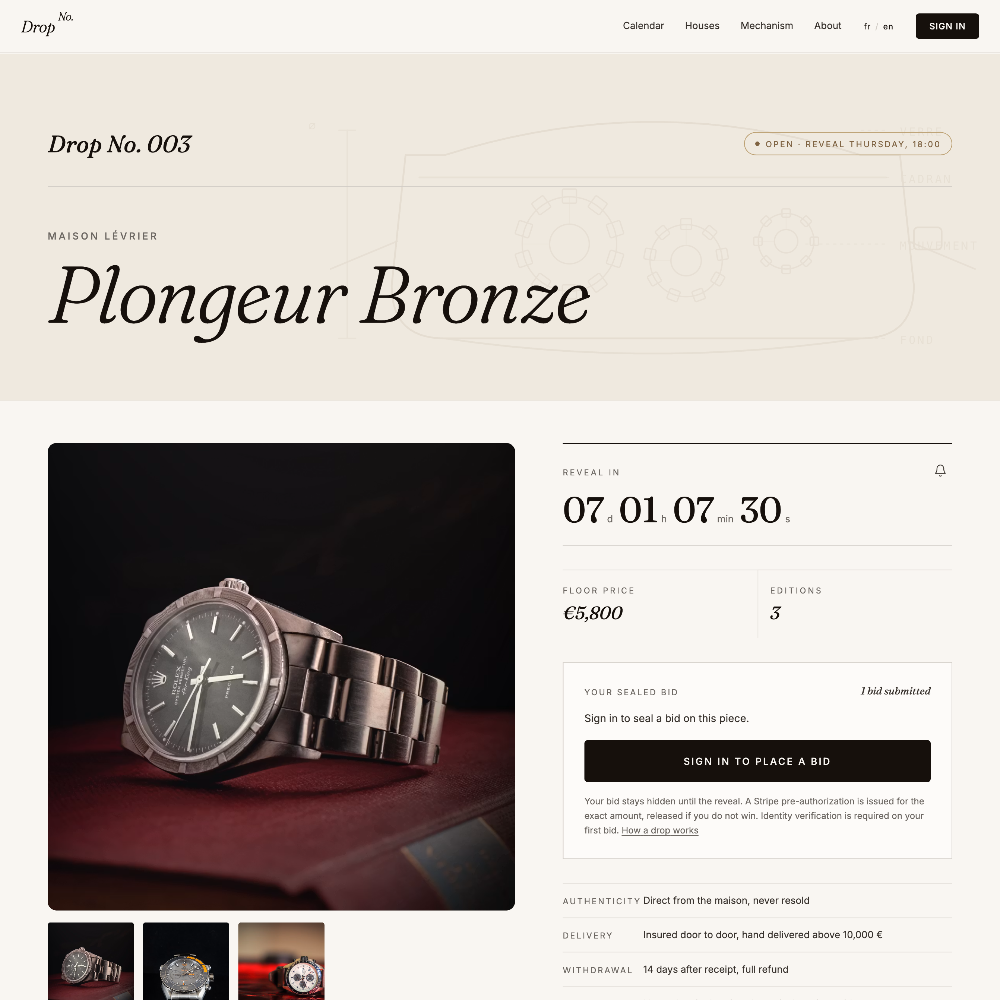 Drop No.
Calendar Houses Mechanism About fr / en SIGN IN
Ø
VERRE
Drop No. 003
OPEN · REVEAL THURSDAY, 18:00
CADRAN
MAISON LÉVRIER
MOUVEMENT
Plongeur Bronze
FOND
REVEAL IN
07 d 01 h 07 min 30 s
FLOOR PRICE
€5,800
EDITIONS
3
ROLEX
OYSTER PERPETUAL
Air-King
PRECISION
YOUR SEALED BID
1 bid submitted
Sign in to seal a bid on this piece.
SIGN IN TO PLACE A BID
Your bid stays hidden until the reveal. A Stripe pre-authorization is issued for the
exact amount, released if you do not win. Identity verification is required on your
first bid. How a drop works
AUTHENTICITY Direct from the maison, never resold
DELIVERY Insured door to door, hand delivered above 10,000 €
WITHDRAWAL 14 days after receipt, full refund